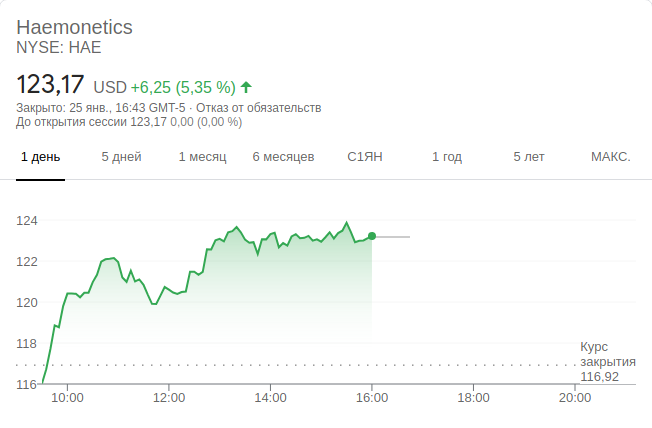 Haemonetics
NYSE: HAE
123,17 USD +6,25 (5,35 %)
Закрыто: 25 янв., 16:43 GMT-5 · Отказ от обязательств
До открытия сессии 123,17 0,00 (0,00 %)
1 день 5 дней 1 месяц 6 месяцев С1ЯН 1 год 5 лет МАКС.
124
122
120
118
Курс
закрытия
116,92
116
10:00 12:00 14:00 16:00 18:00 20:00